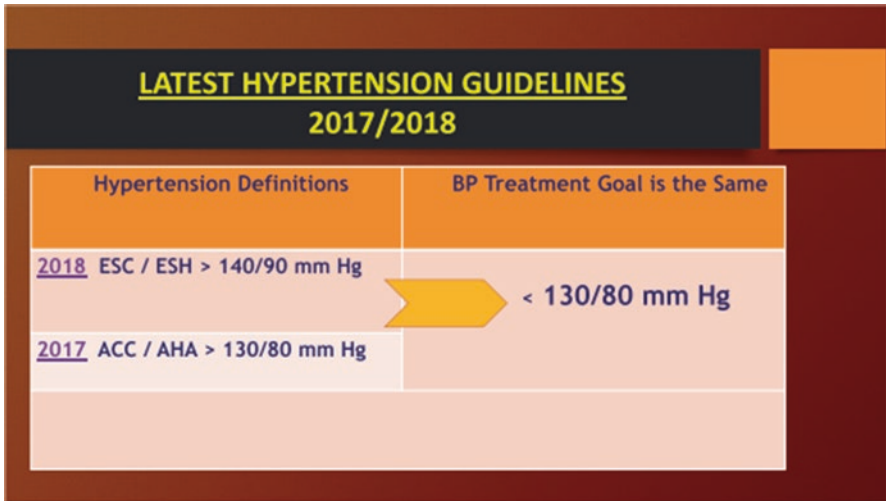 LATEST HYPERTENSION GUIDELINES
2017/2018
Hypertension Definitions
BP Treatment Goal is the Same
2018 ESC / ESH > 140/90 mm Hg
< 130/80 mm Hg
2017 ACC / AHA > 130/80 mm Hg